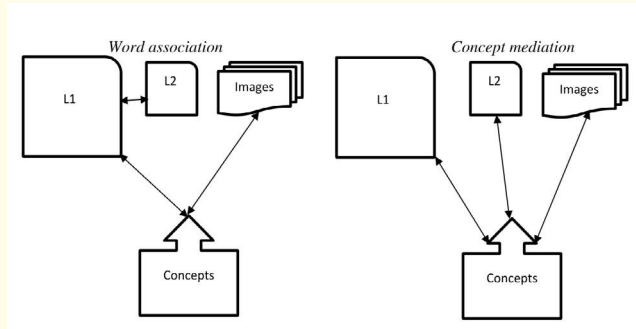 Word association
L1
L2
Images
Concepts
Concept mediation
L1
L2
Images
Concepts